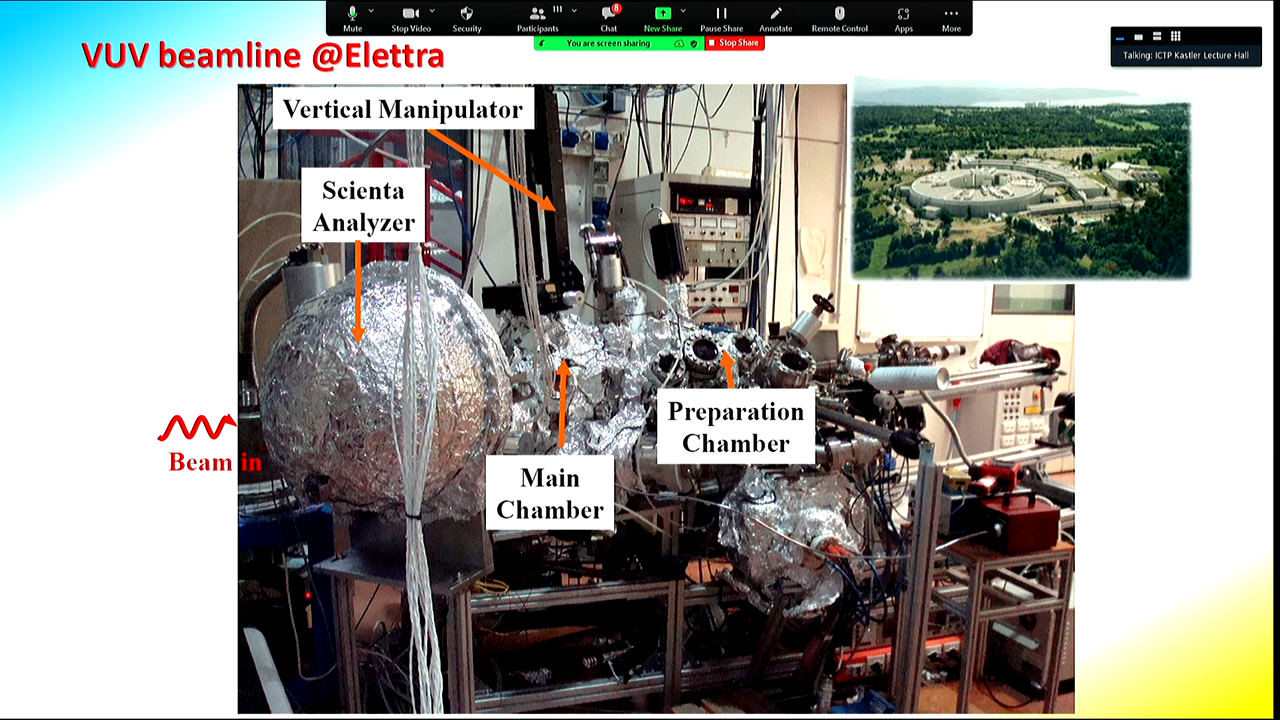 Mute
Stop Video
Security
Participants
111
Chat
8
New Share
Pause Share
Annotate
Remote Control
Apps
More
You are screen sharing
Stop Share
Talking: ICTP Kastler Lecture Hall
VUV beamline @Elettra
Vertical Manipulator
Scienta
Analyzer
Preparation
Chamber
Beam in
Main
Chamber